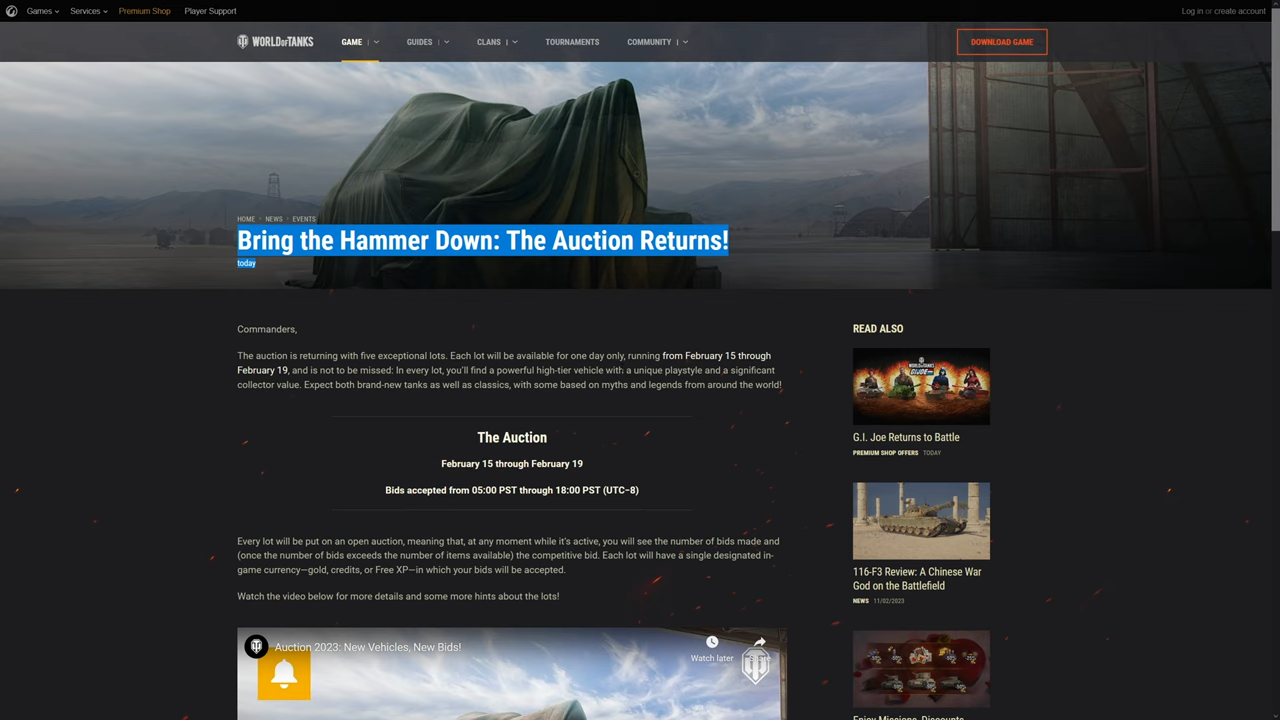 Games Services Premium Shop Player Support
Log in or create account
WORLD OF TANKS
GAME GUIDES CLANS TOURNAMENTS COMMUNITY
DOWNLOAD GAME
HOME NEWS EVENTS
Bring the Hammer Down: The Auction Returns!
today
Commanders,
The auction is returning with five exceptional lots. Each lot will be available for one day only, running from February 15 through
February 19, and is not to be missed: In every lot, you'll find a powerful high-tier vehicle with a unique playstyle and a significant
collector value. Expect both brand-new tanks as well as classics, with some based on myths and legends from around the world!
The Auction
February 15 through February 19
Bids accepted from 05:00 PST through 18:00 PST (UTC−8)
Every lot will be put on an open auction, meaning that, at any moment while it's active, you will see the number of bids made and
(once the number of bids exceeds the number of items available) the competitive bid. Each lot will have a single designated in-
game currency—gold, credits, or Free XP—in which your bids will be accepted.
Watch the video below for more details and some more hints about the lots!
Auction 2023: New Vehicles, New Bids!
Watch later
Share
READ ALSO
G.I. Joe Returns to Battle
PREMIUM SHOP OFFERS TODAY
116-F3 Review: A Chinese War
God on the Battlefield
NEWS 11/02/2023
Enjoy Missions, Discounts,